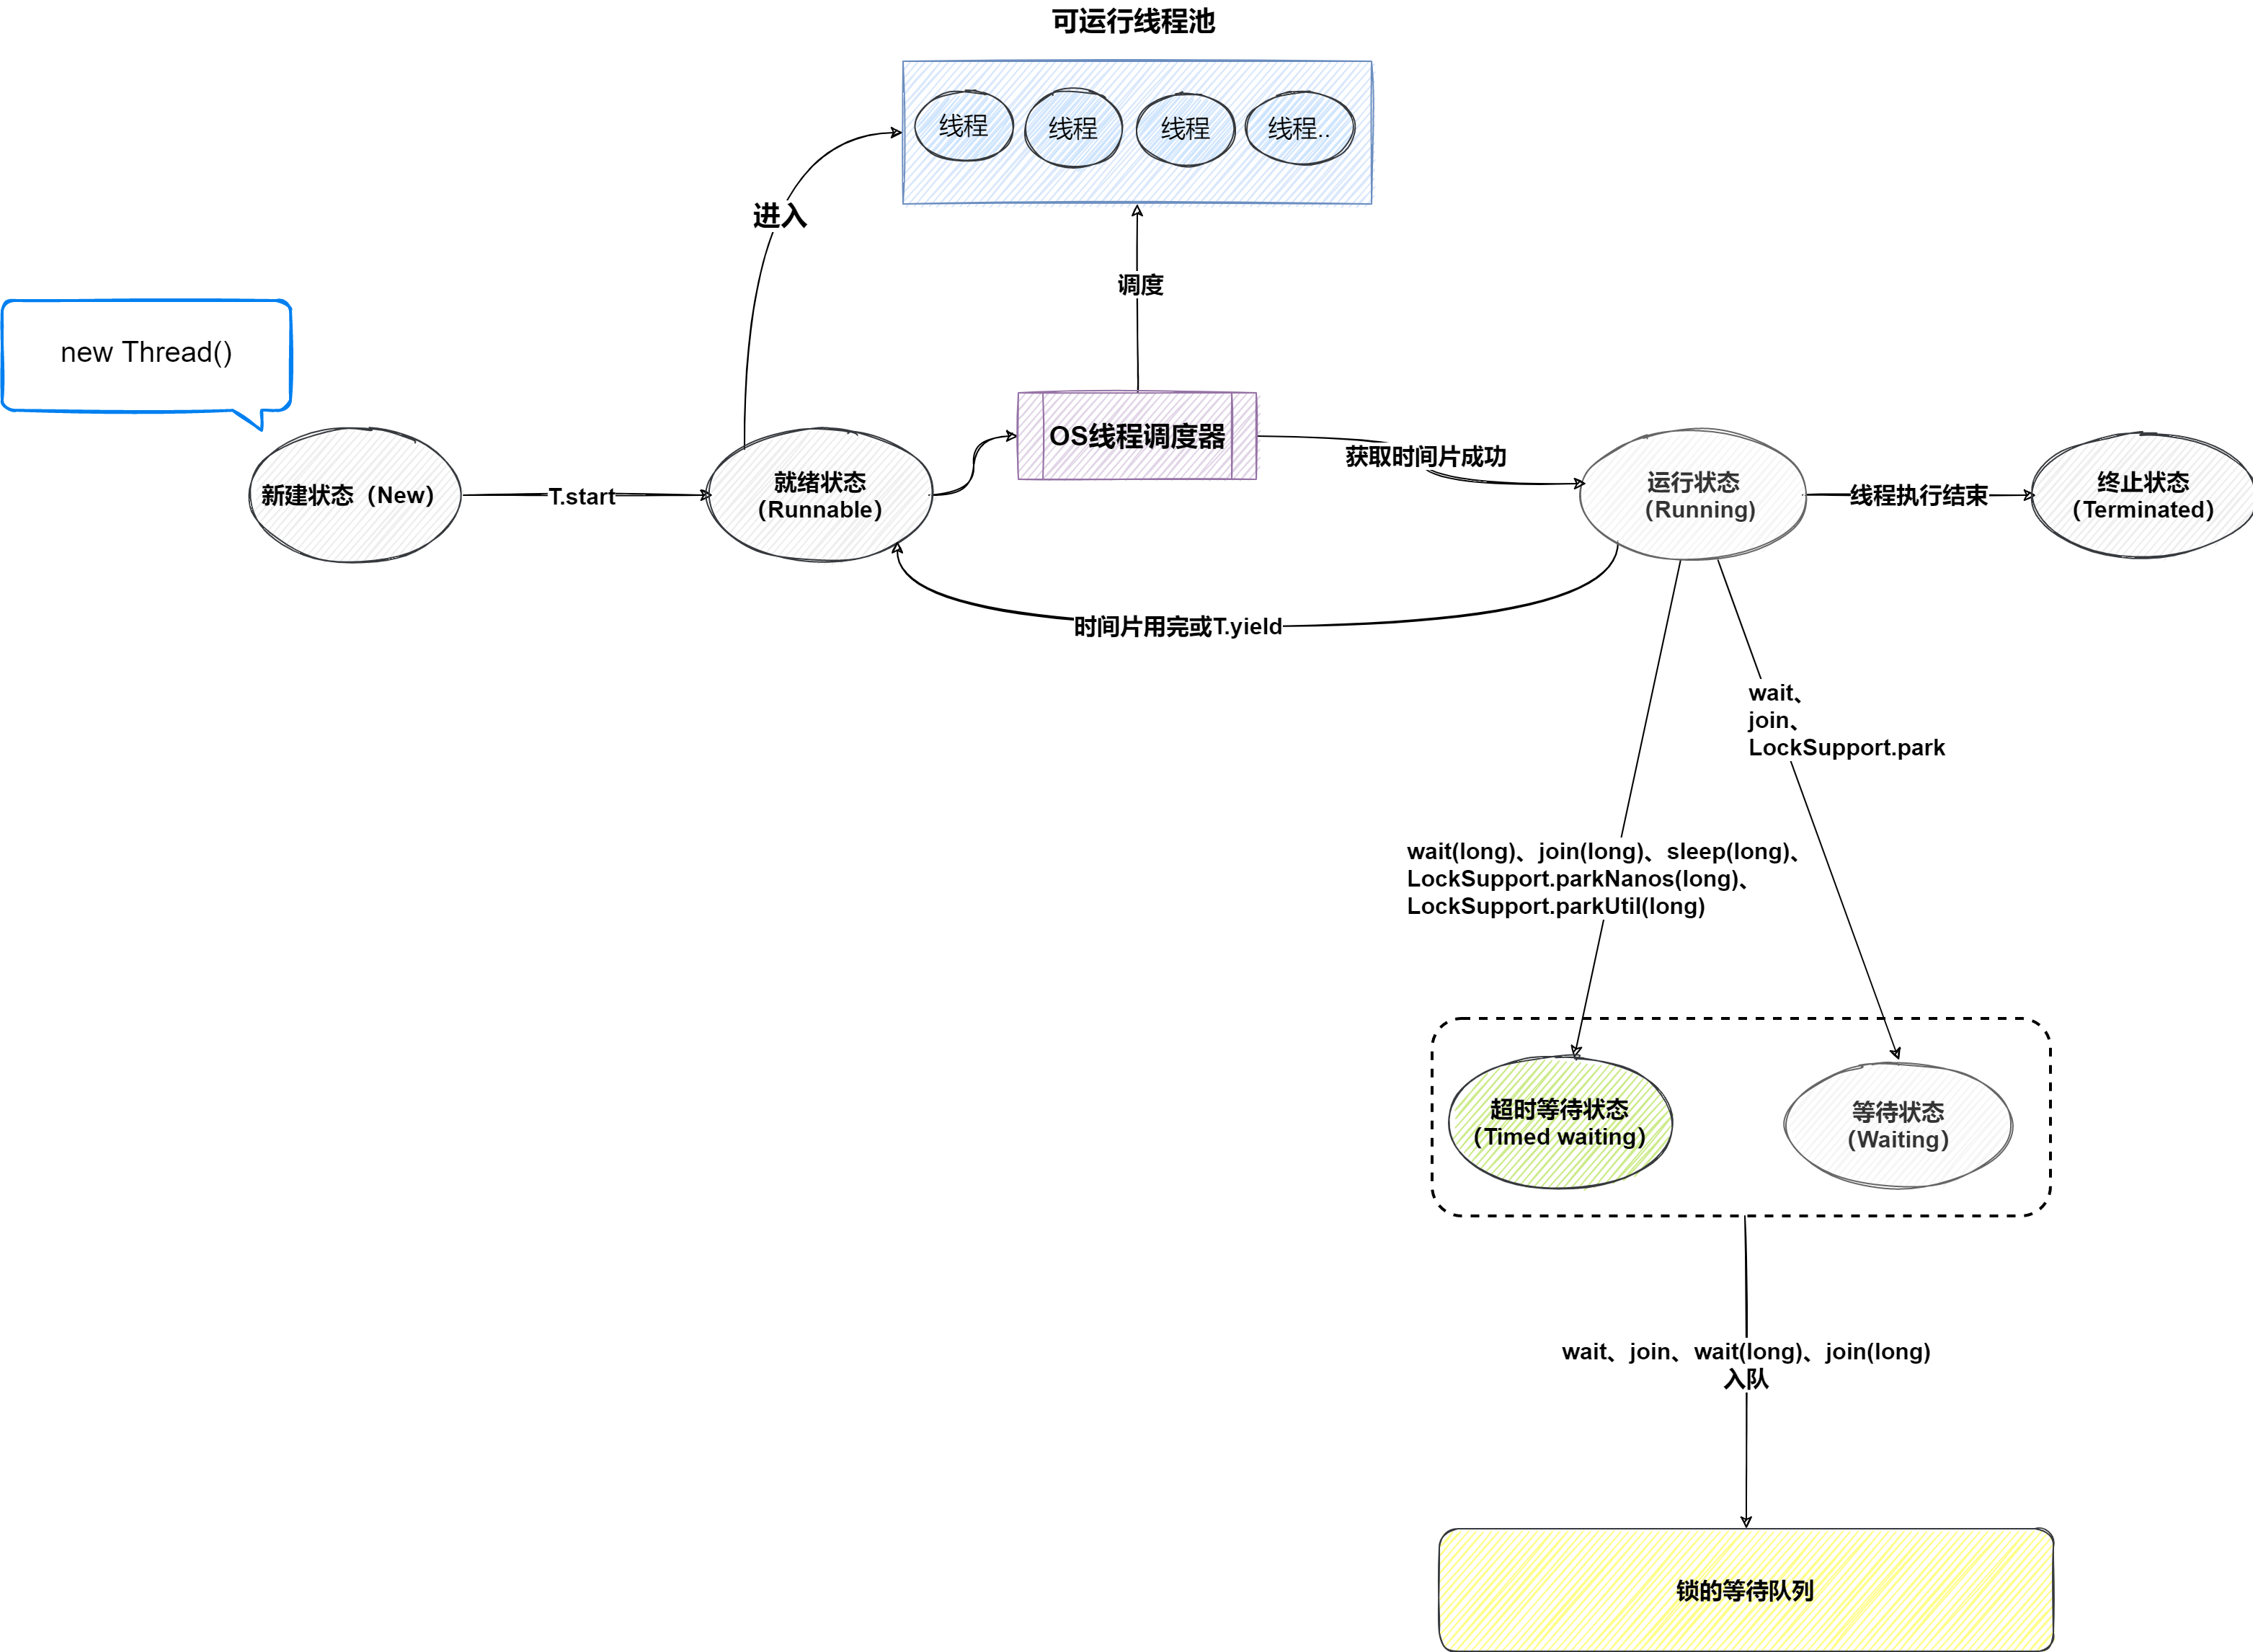 可运行线程池
线程
线程
线程
线程..
进入
调度
new Thread()
OS线程调度器
获取时间片成功
新建状态（New）
T.start
就绪状态
（Runnable）
运行状态
（Running)
线程执行结束
终止状态
（Terminated）
时间片用完或T.yield
wait、
join、
LockSupport.park
wait(long)、join(long)、sleep(long)、
LockSupport.parkNanos(long)、
LockSupport.parkUtil(long)
超时等待状态
（Timed waiting）
等待状态
（Waiting）
wait、join、wait(long)、join(long)
入队
锁的等待队列